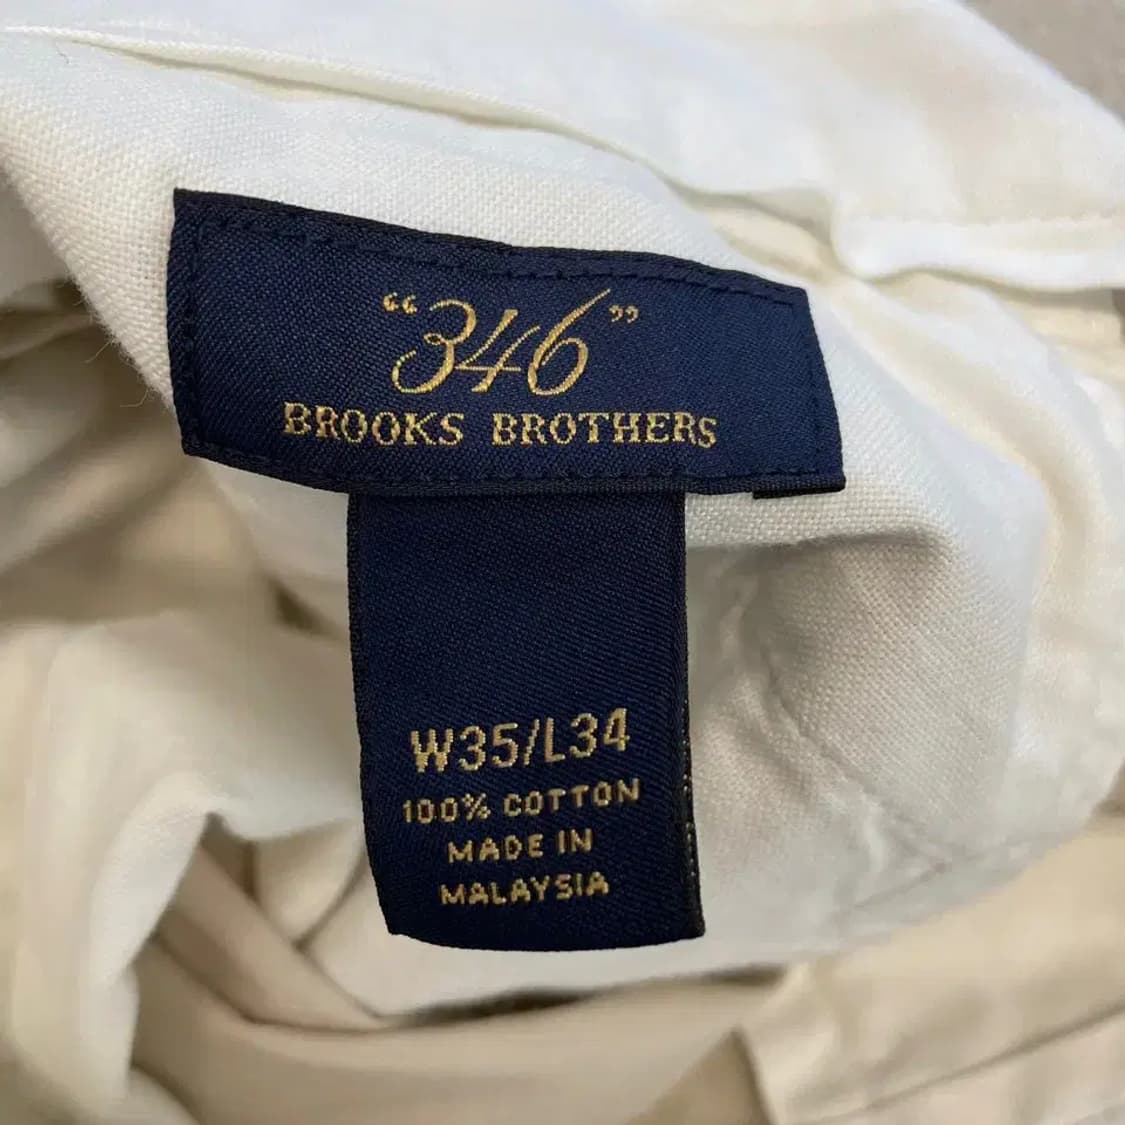 “346”
BROOKS BROTHERS
W35/L34
100% COTTON
MADE IN
MALAYSIA